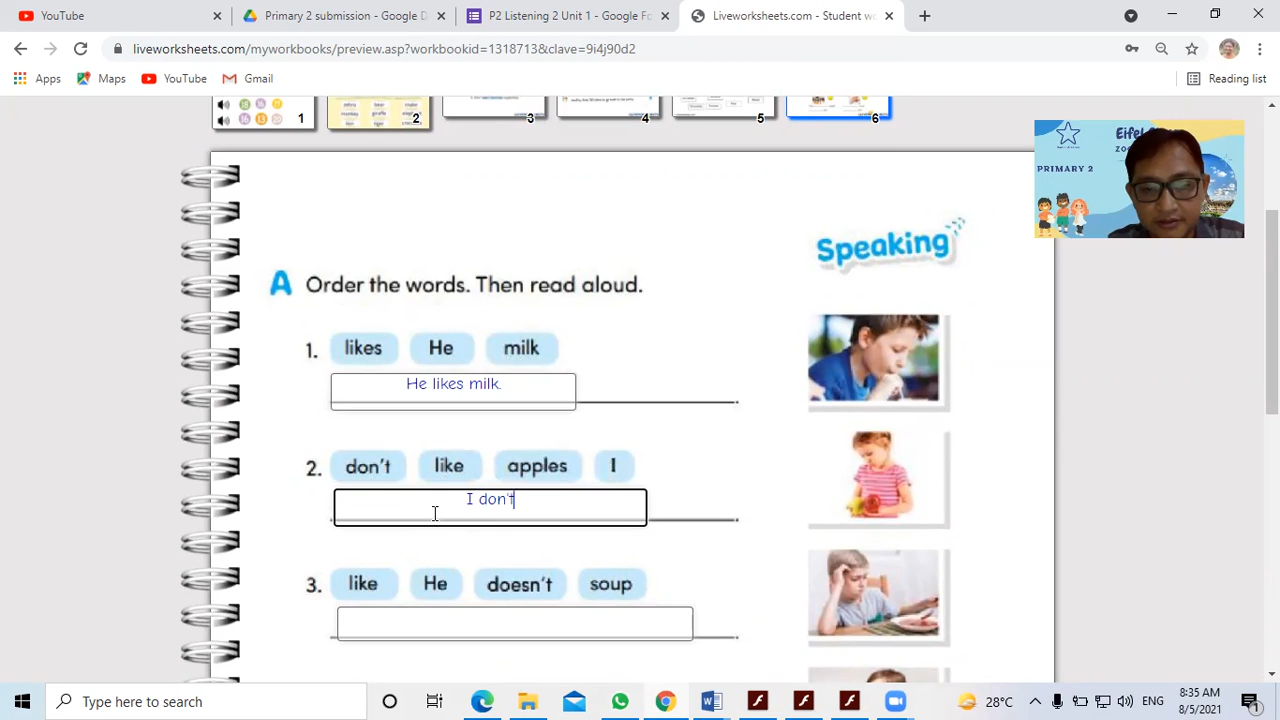 YouTube
Primary 2 submission - Google D
P2 Listening 2 Unit 1 - Google Fo
Liveworksheets.com - Student wo
liveworksheets.com/myworkbooks/preview.asp?workbookid=1318713&clave=9i4j90d2
Apps
Maps
YouTube
Gmail
Reading list
1
2
3
4
5
6
PRIMARY 2
Speaking
A Order the words. Then read aloud.
1. likes He milk
He likes milk.
2. don't like apples I
I don't
3. like He doesn't soup
Type here to search
28°C
ENG
8:35 AM
8/5/2021